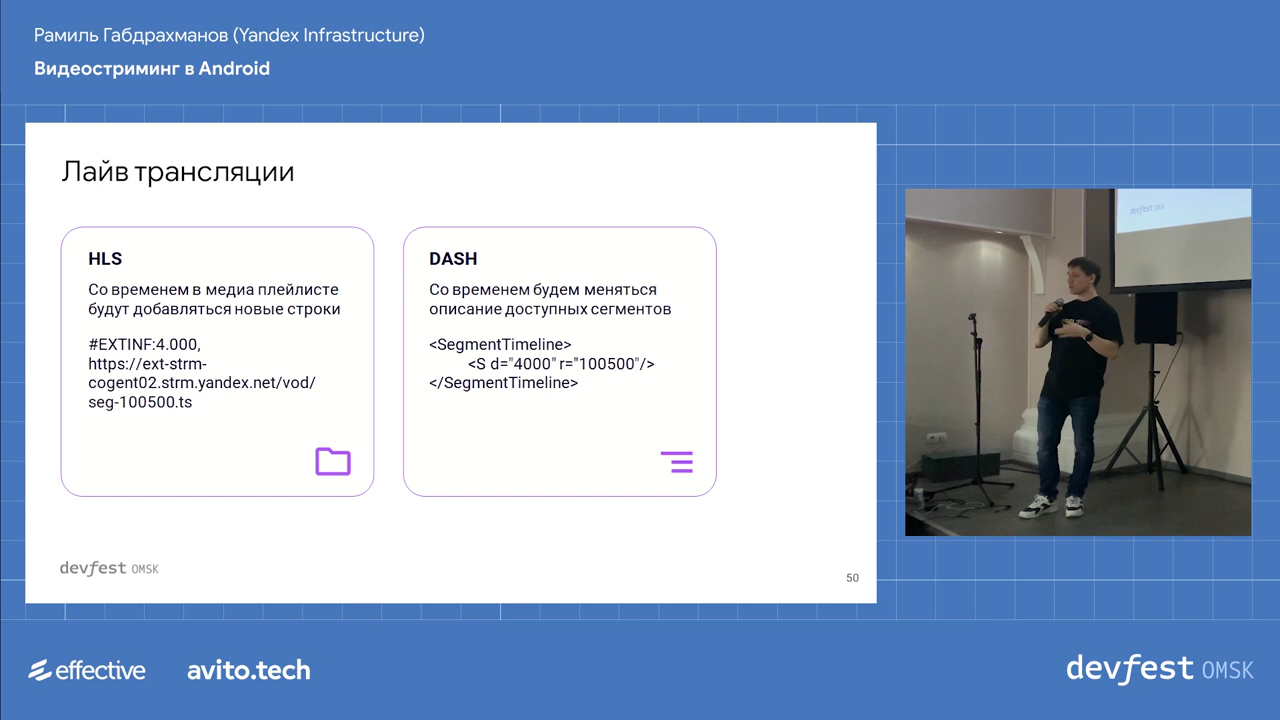 Рамиль Габдрахманов (Yandex Infrastructure)
Видеостриминг в Android
Лайв трансляции
HLS
Со временем в медиа плейлисте
будут добавляться новые строки
#EXTINF:4.000,
https://ext-strm-
cogent02.strm.yandex.net/vod/
seg-100500.ts
DASH
Со временем будем меняться
описание доступных сегментов
<SegmentTimeline>
<S d="4000" r="100500"/>
</SegmentTimeline>
devfest OMSK
50
devfest OMSK
effective
avito.tech
devfest OMSK